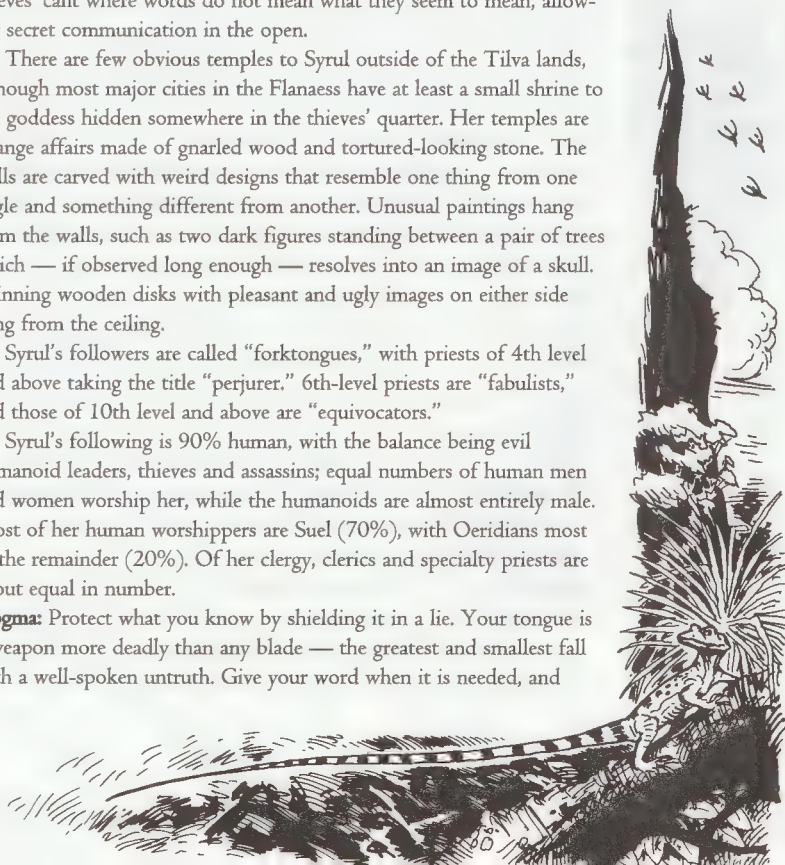 eves' cant where words do not mean what they seem to mean, allow-
secret communication in the open.
There are few obvious temples to Syrul outside of the Tilva lands,
hough most major cities in the Flanaess have at least a small shrine to
goddess hidden somewhere in the thieves' quarter. Her temples are
ange affairs made of gnarled wood and tortured-looking stone. The
lls are carved with weird designs that resemble one thing from one
gle and something different from another. Unusual paintings hang
m the walls, such as two dark figures standing between a pair of trees
ich — if observed long enough — resolves into an image of a skull.
inning wooden disks with pleasant and ugly images on either side
ng from the ceiling.
Syrul's followers are called “forktongues,” with priests of 4th level
d above taking the title “perjurer.” 6th-level priests are “fabulists,”
d those of 10th level and above are “equivocators.”
Syrul's following is 90% human, with the balance being evil
manoid leaders, thieves and assassins; equal numbers of human men
d women worship her, while the humanoids are almost entirely male.
ost of her human worshippers are Suel (70%), with Oeridians most
the remainder (20%). Of her clergy, clerics and specialty priests are
out equal in number.
ogma: Protect what you know by shielding it in a lie. Your tongue is
weapon more deadly than any blade — the greatest and smallest fall
h a well-spoken untruth. Give your word when it is needed, and